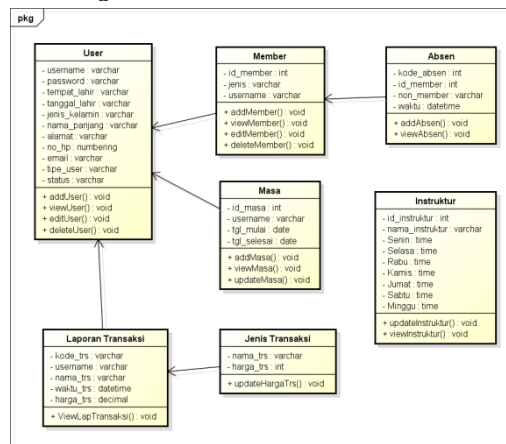 pkg
User
- username : varchar
- password : varchar
- tempat_lahir : varchar
- tanggal_lahir : varchar
- jenis_kelamin : varchar
- nama_panjang : varchar
- alamat : varchar
- no_hp : numbering
- email : varchar
- tipe_user : varchar
- status : varchar
+ addUser() : void
+ viewUser() : void
+ editUser() : void
+ deleteUser() : void
Member
- id_member : int
- jenis : varchar
- username : varchar
+ addMember() : void
+ viewMember() : void
+ editMember() : void
+ deleteMember() : void
Absen
- kode_absen : int
- id_member : int
- non_member : varchar
- waktu : datetime
+ addAbsen() : void
+ viewAbsen() : void
Masa
- id_masa : int
- username : varchar
- tgl_mulai : date
- tgl_selesai : date
+ addMasa() : void
+ viewMasa() : void
+ updateMasa() : void
Instruktur
- id_instruktur : int
- nama_instruktur : varchar
- Senin : time
- Selasa : time
- Rabu : time
- Kamis : time
- Jumat : time
- Sabtu : time
- Minggu : time
+ updateInstruktur() : void
+ viewInstruktur() : void
Laporan Transaksi
- kode_trs : varchar
- username : varchar
- nama_trs : varchar
- waktu_trs : datetime
- harga_trs : decimal
+ ViewLapTransaksi() : void
Jenis Transaksi
- nama_trs : varchar
- harga_trs : int
+ updateHargaTrs() : void